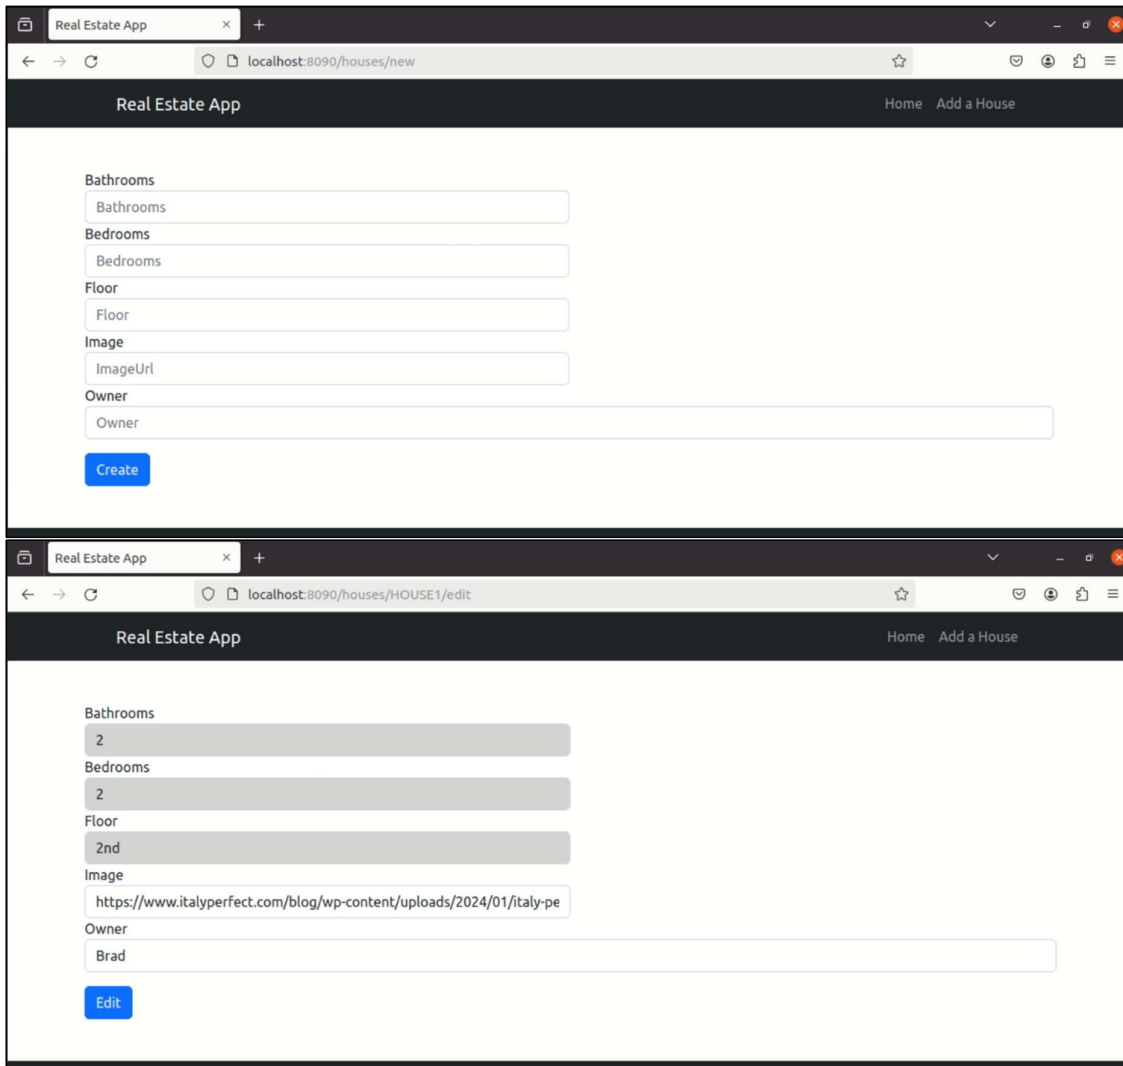 Real Estate App
localhost:8090/houses/new
Real Estate App Home Add a House
Bathrooms
Bathrooms
Bedrooms
Bedrooms
Floor
Floor
Image
ImageUrl
Owner
Owner
Create
Real Estate App
localhost:8090/houses/HOUSE1/edit
Real Estate App Home Add a House
Bathrooms
2
Bedrooms
2
Floor
2nd
Image
https://www.italyperfect.com/blog/wp-content/uploads/2024/01/italy-pe
Owner
Brad
Edit